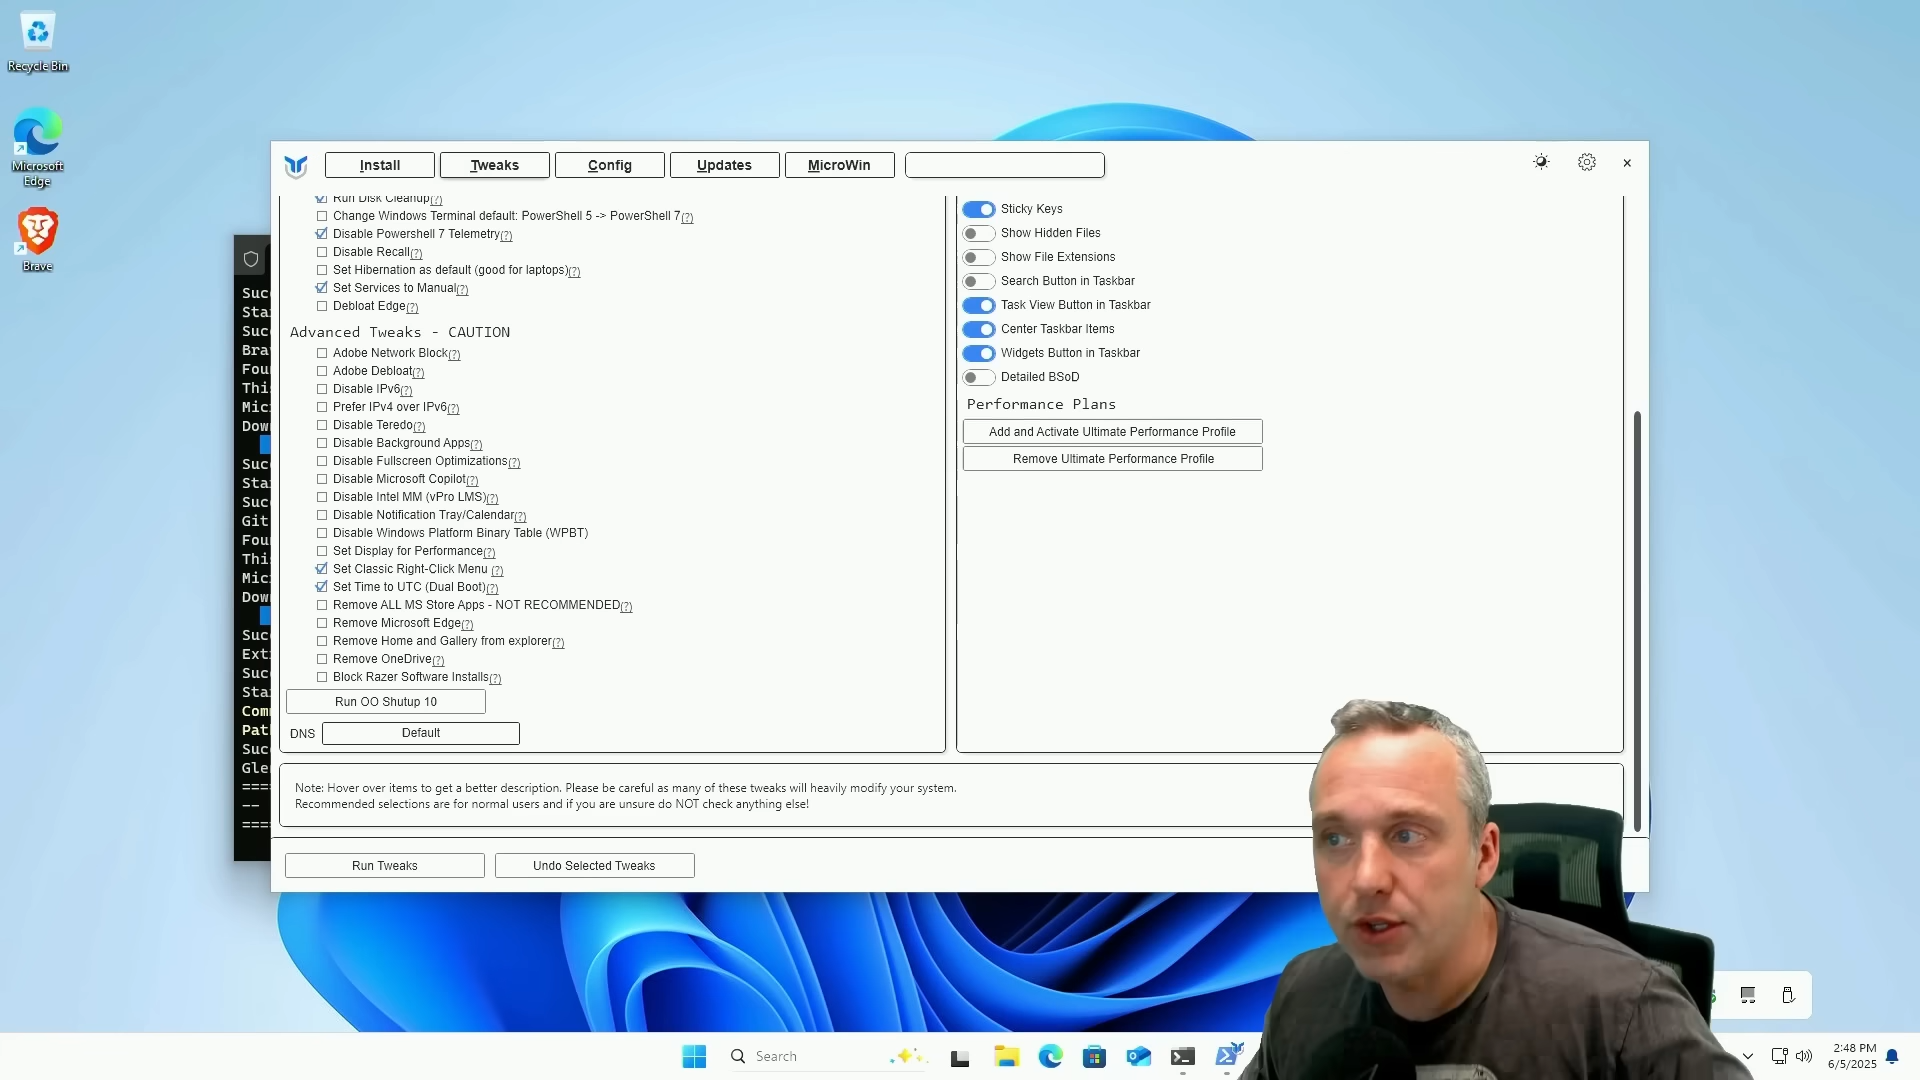 Recycle Bin
Microsoft
Edge
Brave
Install
Tweaks
Config
Updates
MicroWin
Run Disk Cleanup(?)
Change Windows Terminal default: PowerShell 5 -> PowerShell 7(?)
Disable Powershell 7 Telemetry(?)
Disable Recall(?)
Set Hibernation as default (good for laptops)(?)
Set Services to Manual(?)
Debloat Edge(?)
Advanced Tweaks - CAUTION
Adobe Network Block(?)
Adobe Debloat(?)
Disable IPv6(?)
Prefer IPv4 over IPv6(?)
Disable Teredo(?)
Disable Background Apps(?)
Disable Fullscreen Optimizations(?)
Disable Microsoft Copilot(?)
Disable Intel MM (vPro LMS)(?)
Disable Notification Tray/Calendar(?)
Disable Windows Platform Binary Table (WPBT)
Set Display for Performance(?)
Set Classic Right-Click Menu (?)
Set Time to UTC (Dual Boot)(?)
Remove ALL MS Store Apps - NOT RECOMMENDED(?)
Remove Microsoft Edge(?)
Remove Home and Gallery from explorer(?)
Remove OneDrive(?)
Block Razer Software Installs(?)
Run OO Shutup 10
DNS Default
Sticky Keys
Show Hidden Files
Show File Extensions
Search Button in Taskbar
Task View Button in Taskbar
Center Taskbar Items
Widgets Button in Taskbar
Detailed BSoD
Performance Plans
Add and Activate Ultimate Performance Profile
Remove Ultimate Performance Profile
Note: Hover over items to get a better description. Please be careful as many of these tweaks will heavily modify your system.
Recommended selections are for normal users and if you are unsure do NOT check anything else!
Run Tweaks
Undo Selected Tweaks
Search
2:48 PM
6/5/2025